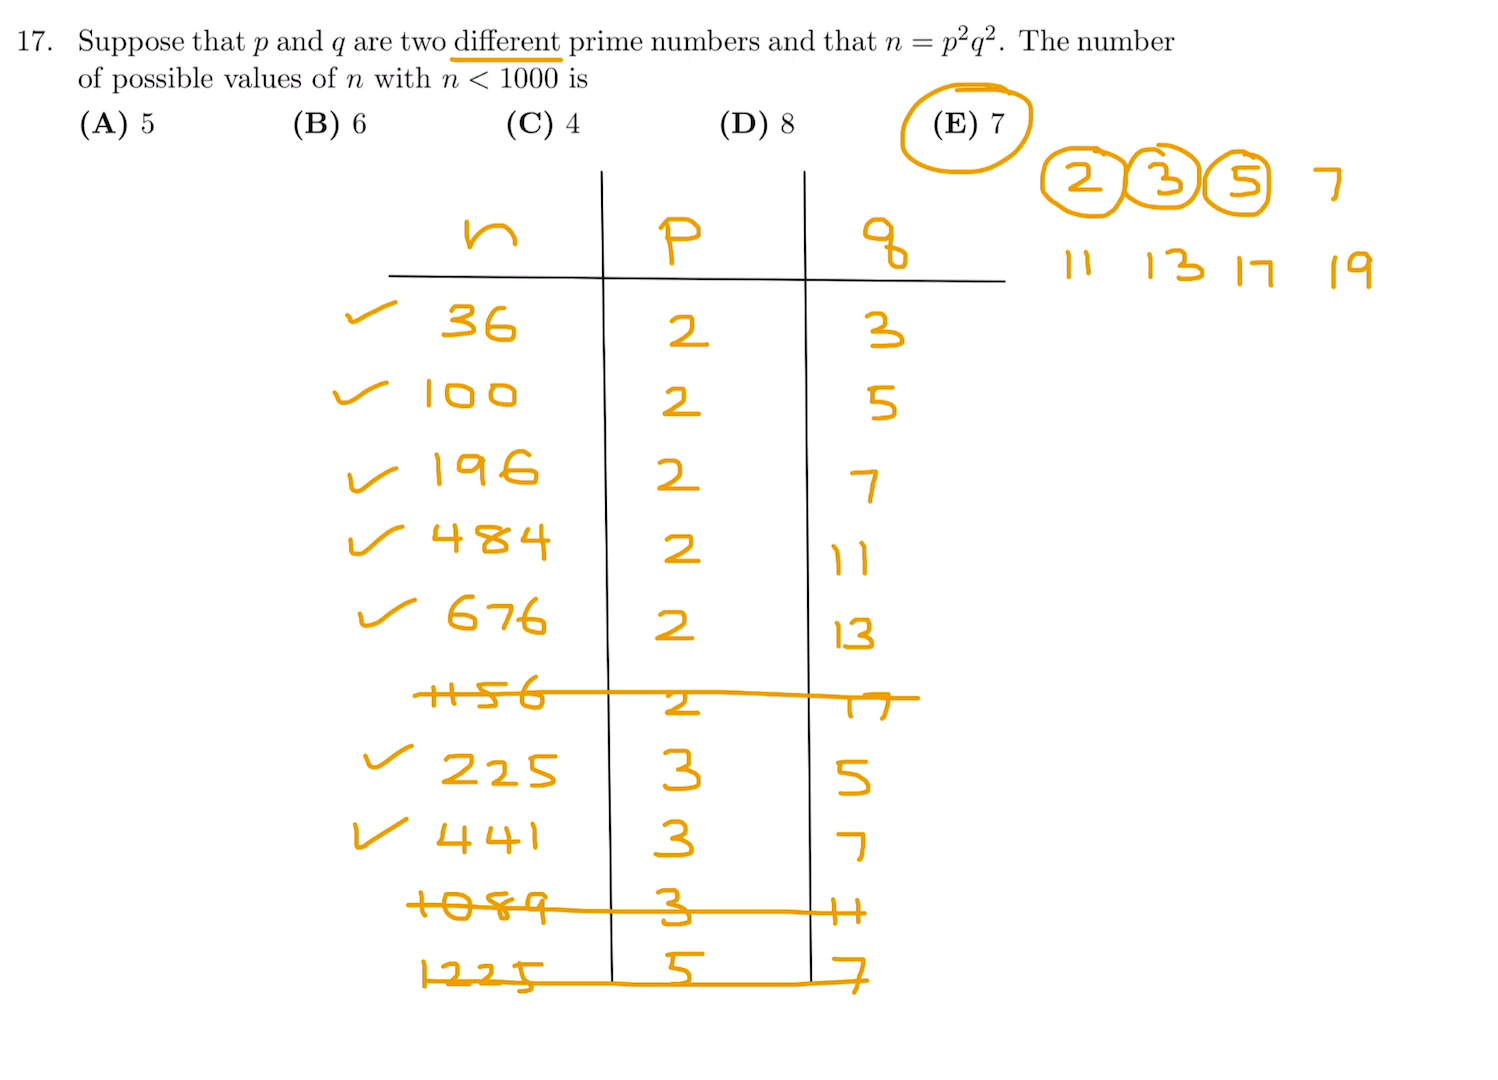 17. Suppose that p and q are two different prime numbers and that n = p²q². The number
of possible values of n with n < 1000 is
(A) 5 (B) 6 (C) 4 (D) 8 (E) 7
2 3 5 7
11 13 17 19
n p q
36 2 3
100 2 5
196 2 7
484 2 11
676 2 13
1156 2 17
225 3 5
441 3 7
1089 3 11
1225 5 7